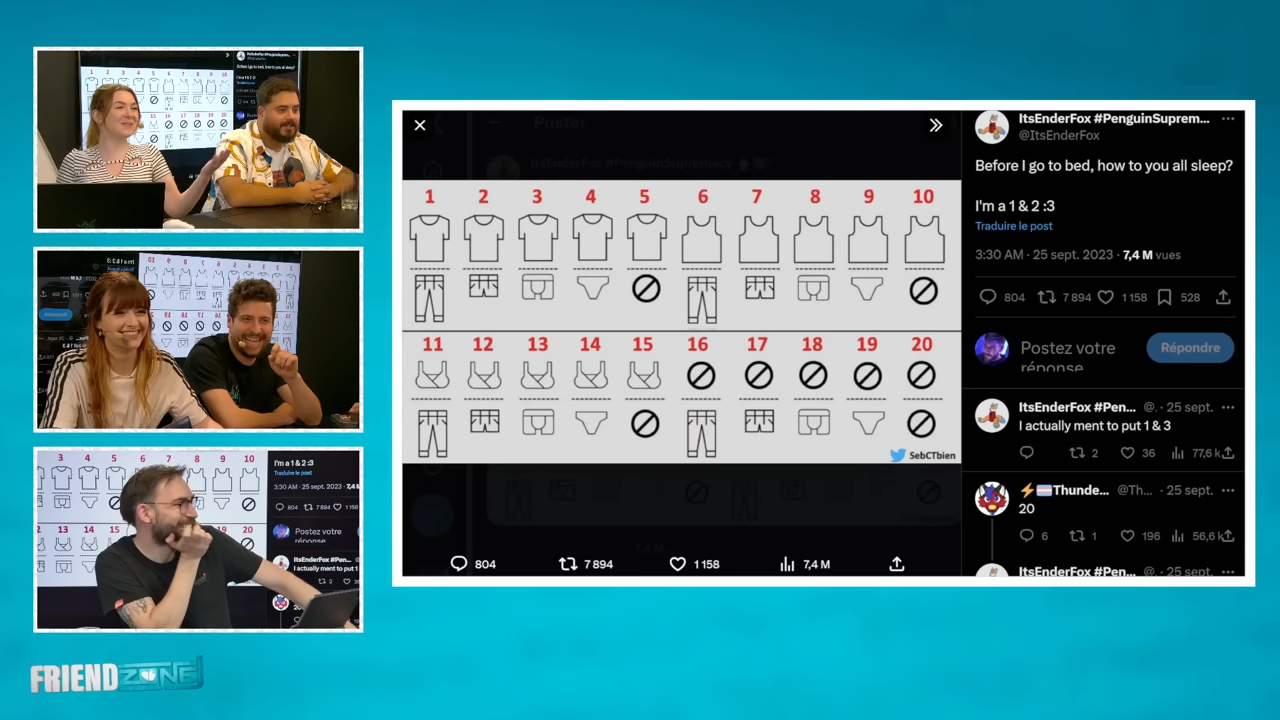 1 2 3 4 5 6 7 8 9 10
11 12 13 14 15 16 17 18 19 20
SebCTbien
804 7 894 1 158 7,4 M
ItsEnderFox #PenguinSuprem...
@ItsEnderFox
Before I go to bed, how to you all sleep?
I'm a 1 & 2 :3
Traduire le post
3:30 AM · 25 sept. 2023 · 7,4 M vues
804 7 894 1 158 528
Postez votre
réponse
Répondre
ItsEnderFox #Pen... @. · 25 sept.
I actually ment to put 1 & 3
2 36 77,6 k
Thunde... @Th... · 25 sept.
20
6 1 196 56,6 k
ItsEnderFox #Pen... @. · 25 sept.
FRIENDZONE